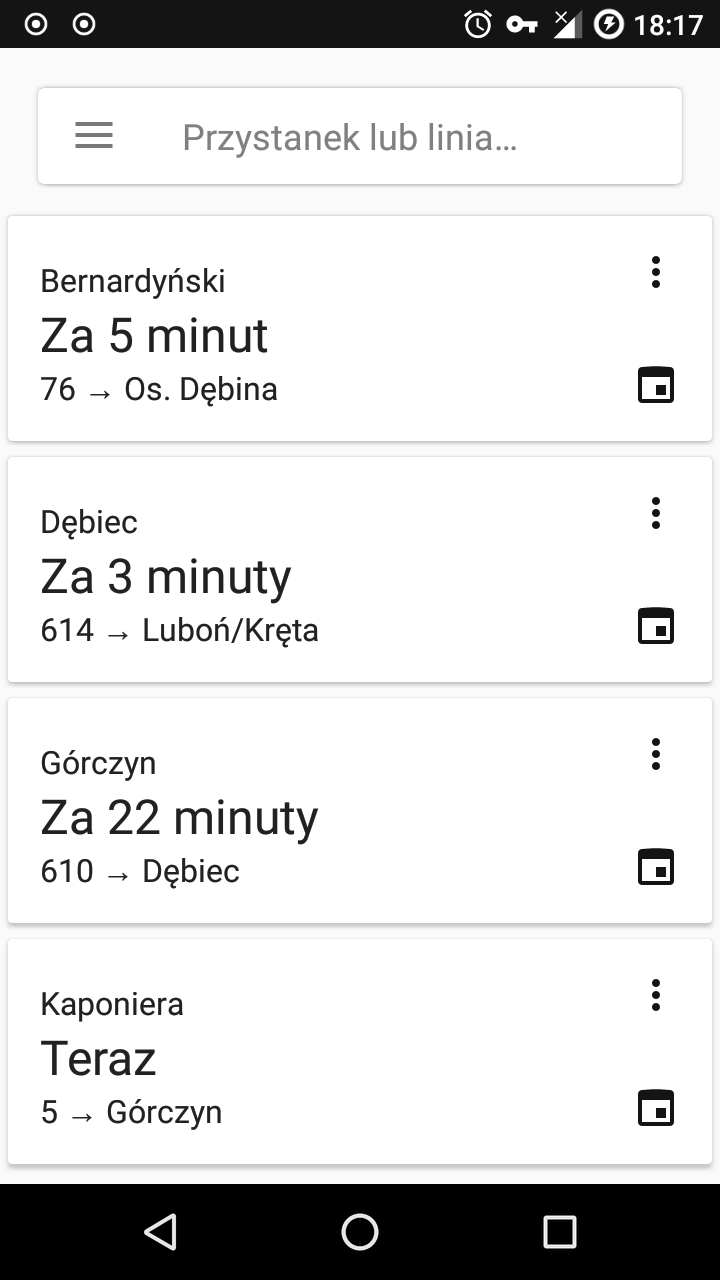 18:17
Przystanek lub linia…
Bernardyński
Za 5 minut
76 → Os. Dębina
Dębiec
Za 3 minuty
614 → Luboń/Kręta
Górczyn
Za 22 minuty
610 → Dębiec
Kaponiera
Teraz
5 → Górczyn